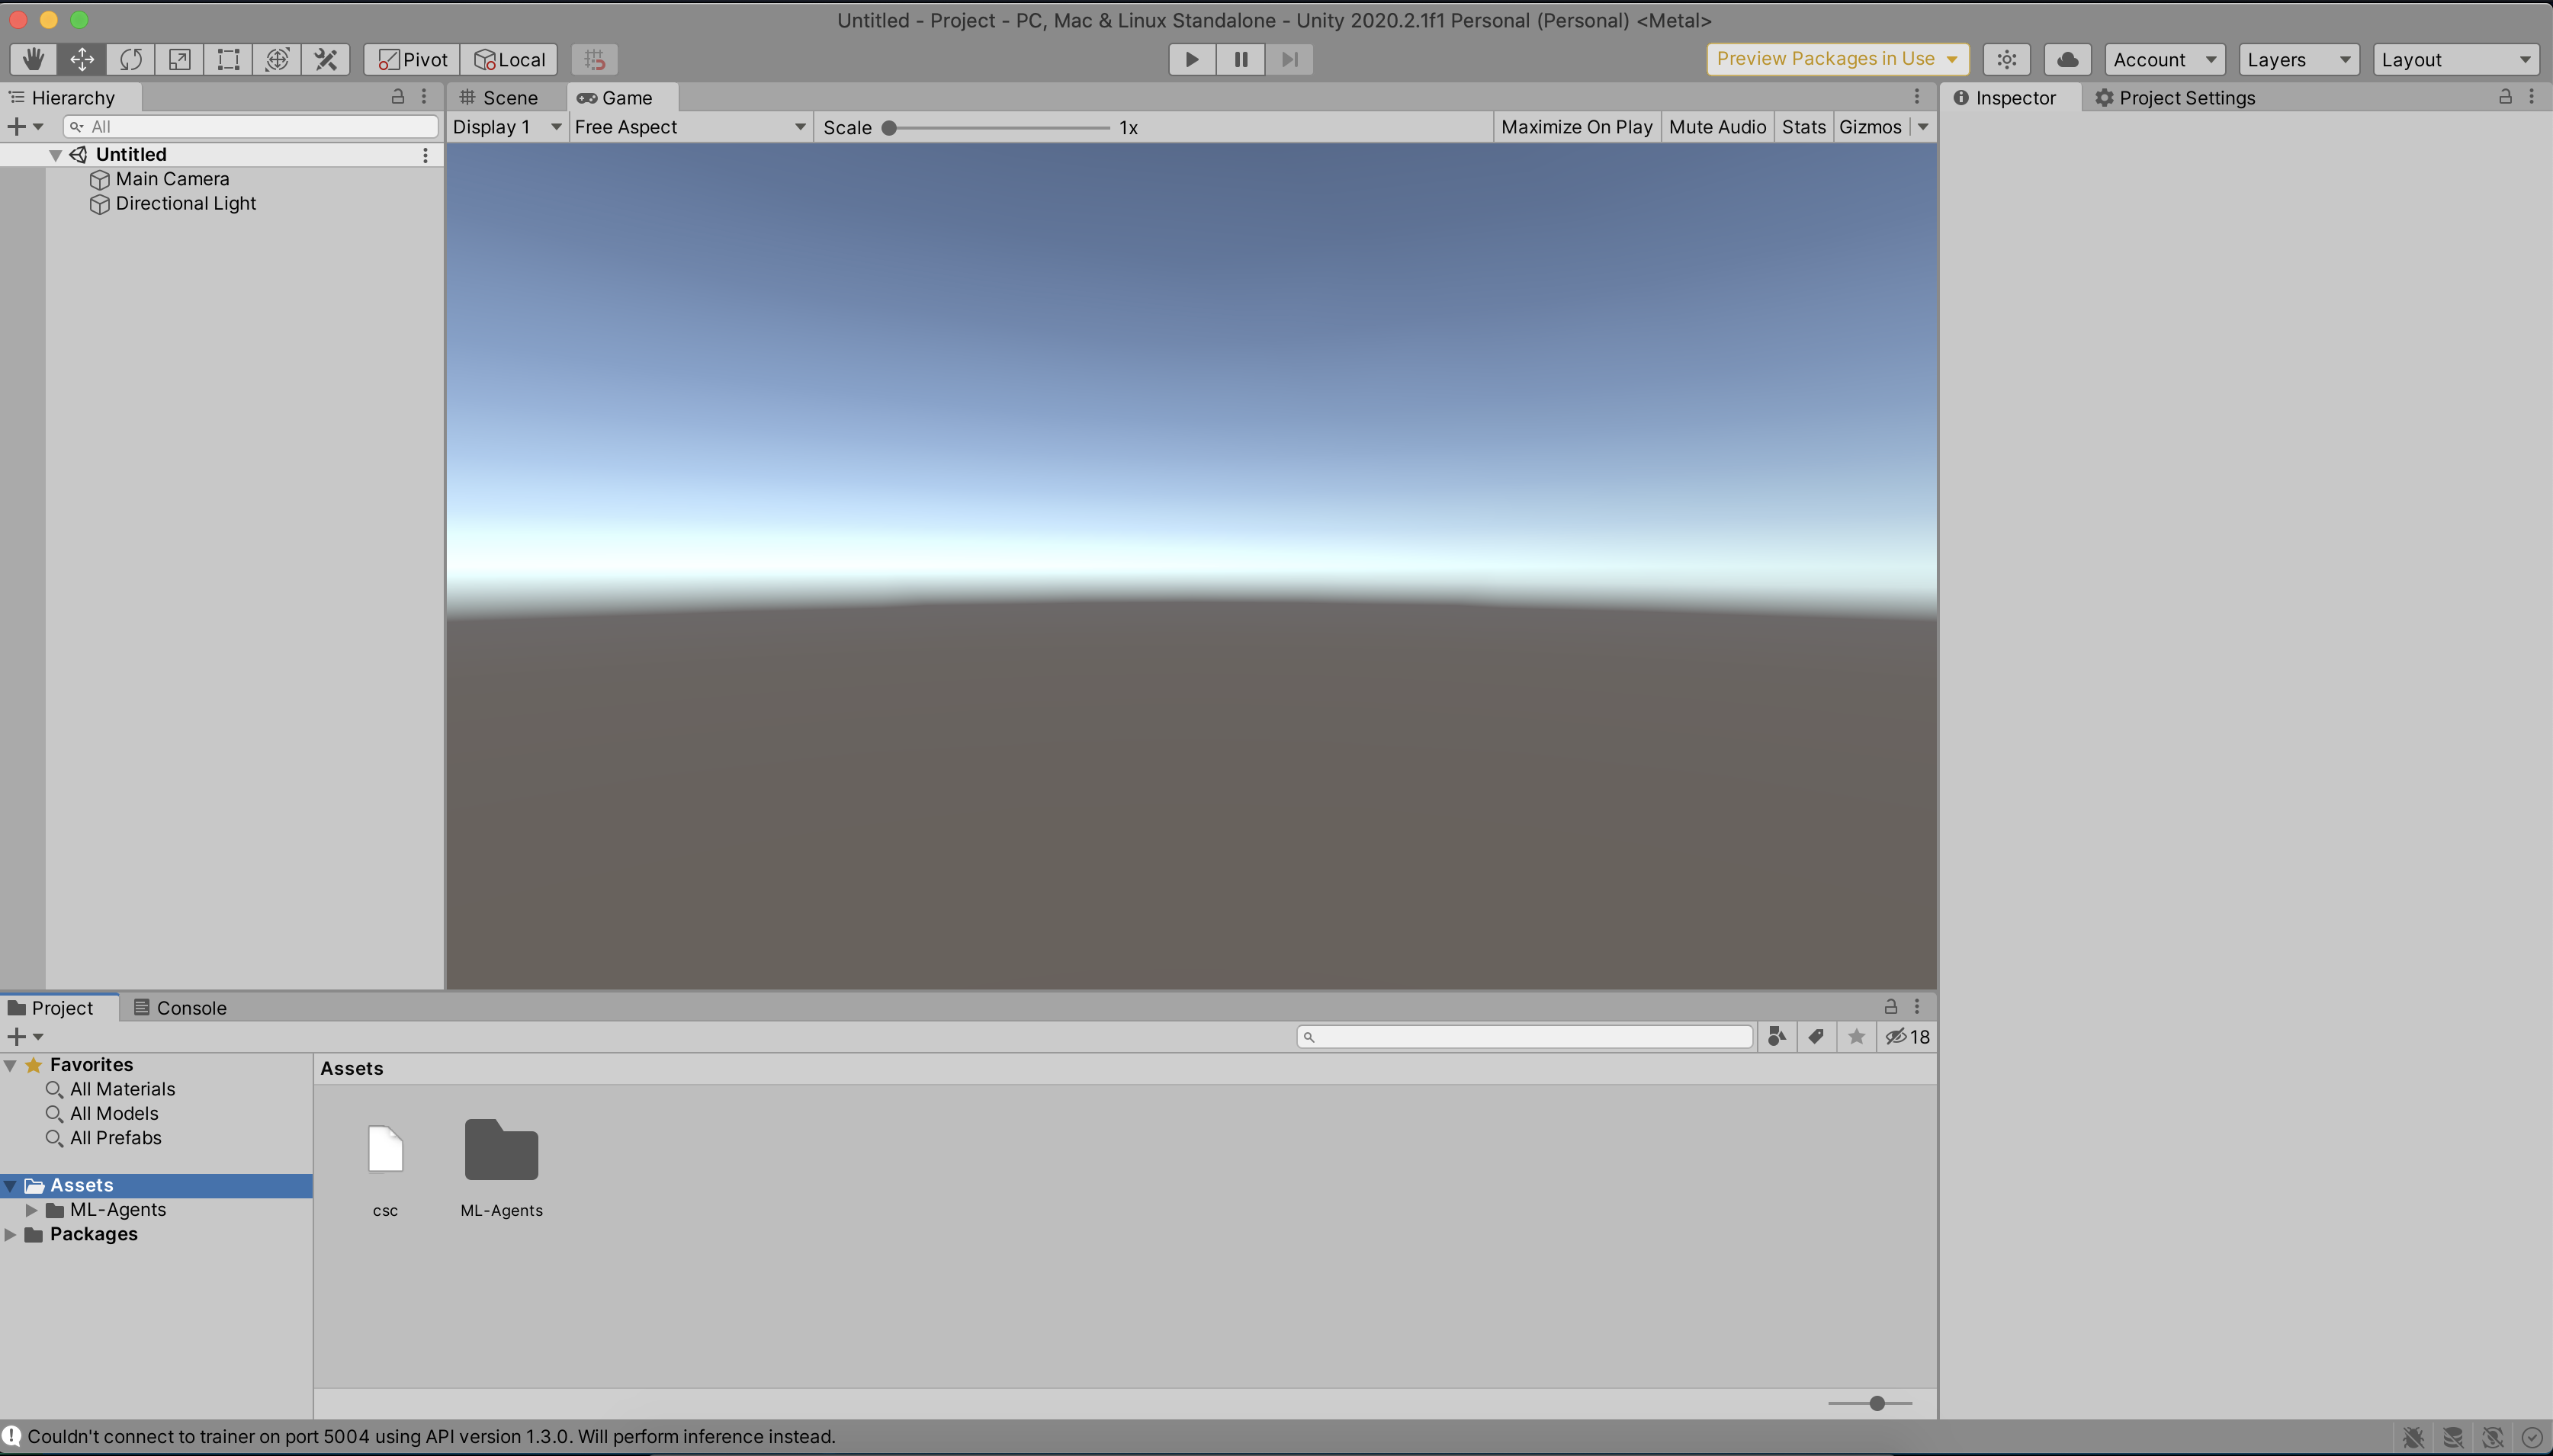 Untitled - Project - PC, Mac & Linux Standalone - Unity 2020.2.1f1 Personal (Personal) <Metal>
Pivot Local Preview Packages in Use Account Layers Layout
Hierarchy Scene Game Inspector Project Settings
All Display 1 Free Aspect Scale 1x Maximize On Play Mute Audio Stats Gizmos
Untitled
Main Camera
Directional Light
Project Console
18
Favorites
All Materials
All Models
All Prefabs
Assets
ML-Agents
Packages
Assets
csc ML-Agents
Couldn't connect to trainer on port 5004 using API version 1.3.0. Will perform inference instead.